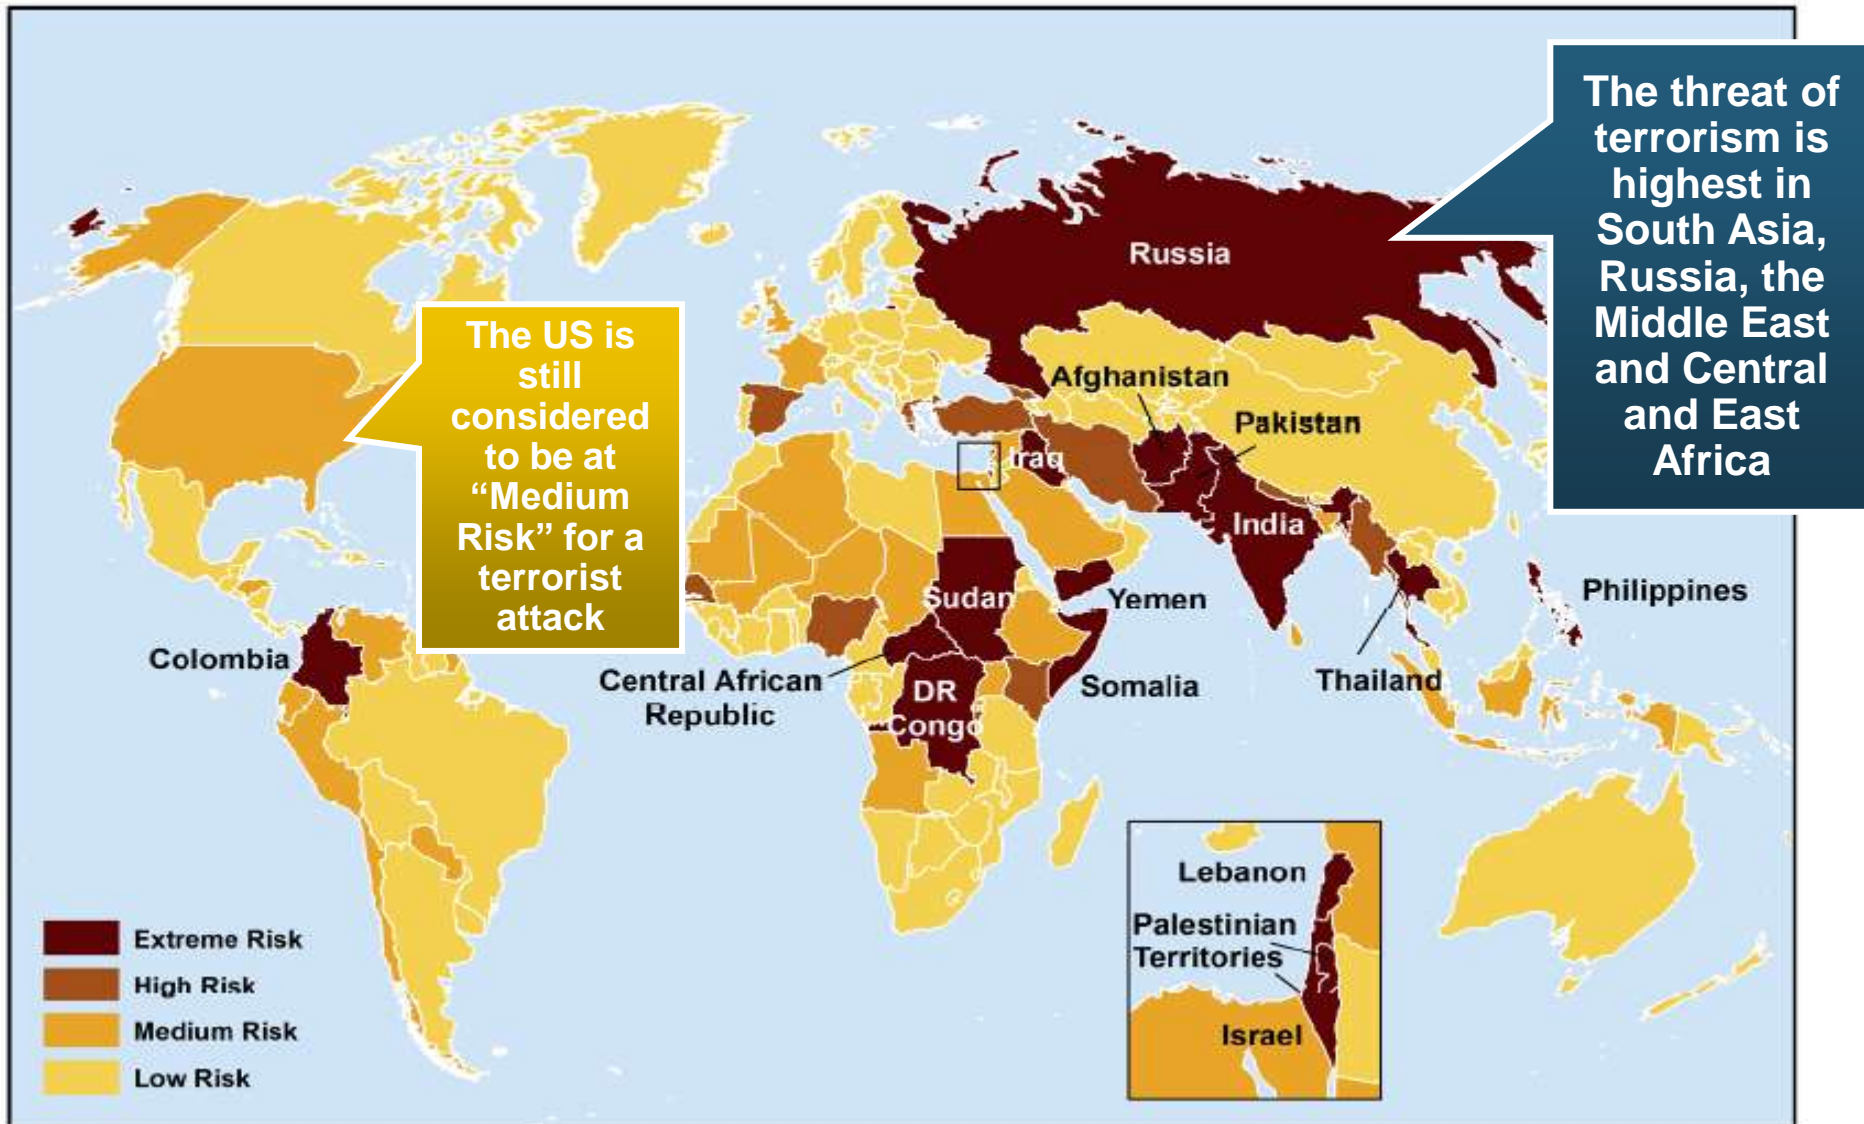 The threat of
terrorism is
highest in
South Asia,
Russia, the
Middle East
and Central
and East
Africa
The US is
still
considered
to be at
“Medium
Risk” for a
terrorist
attack
Russia
Afghanistan
Pakistan
Iraq
India
Sudan
Yemen
Philippines
Colombia
Central African
Republic
DR
Congo
Somalia
Thailand
Lebanon
Palestinian
Territories
Israel
Extreme Risk
High Risk
Medium Risk
Low Risk